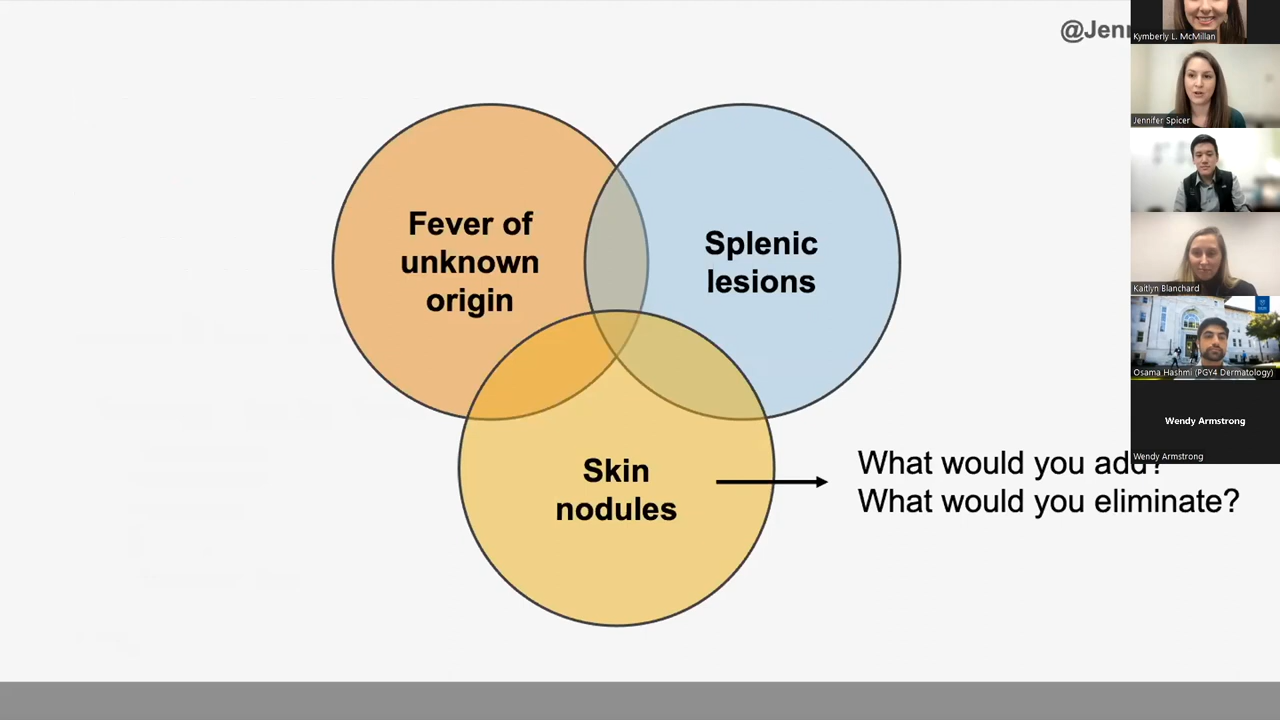 @Jenn
Kymberly L. McMillan
Jennifer Spicer
Fever of
unknown
origin
Splenic
lesions
Kaitlyn Blanchard
Osama Hashmi (PGY4 Dermatology)
Wendy Armstrong
Wendy Armstrong
Skin
nodules
What would you add?
What would you eliminate?